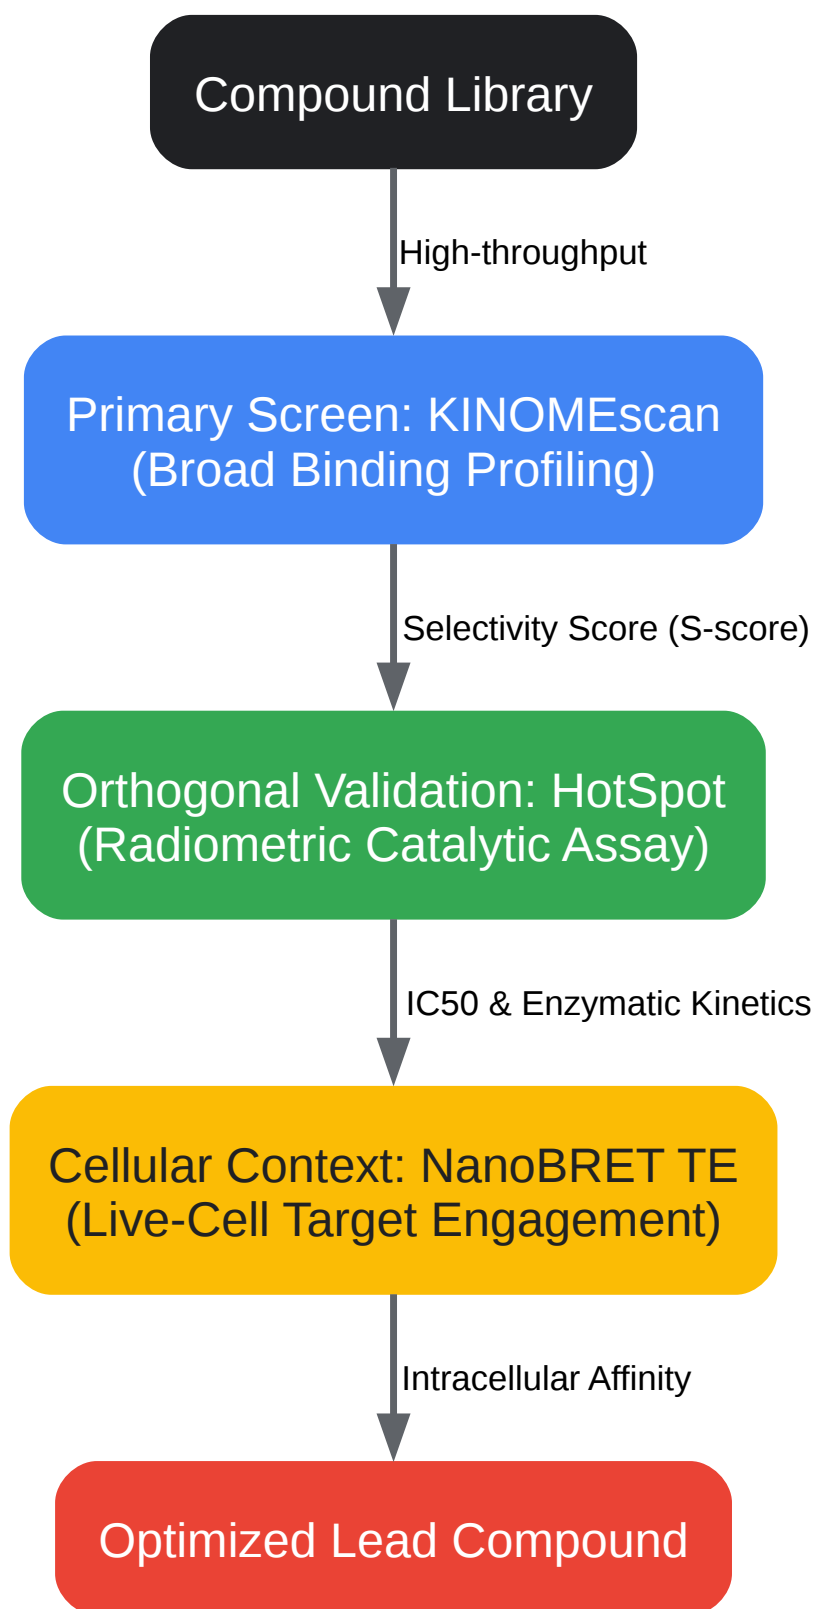 Compound Library
High-throughput
Primary Screen: KINOMEscan
(Broad Binding Profiling)
Selectivity Score (S-score)
Orthogonal Validation: HotSpot
(Radiometric Catalytic Assay)
IC50 & Enzymatic Kinetics
Cellular Context: NanoBRET TE
(Live-Cell Target Engagement)
Intracellular Affinity
Optimized Lead Compound